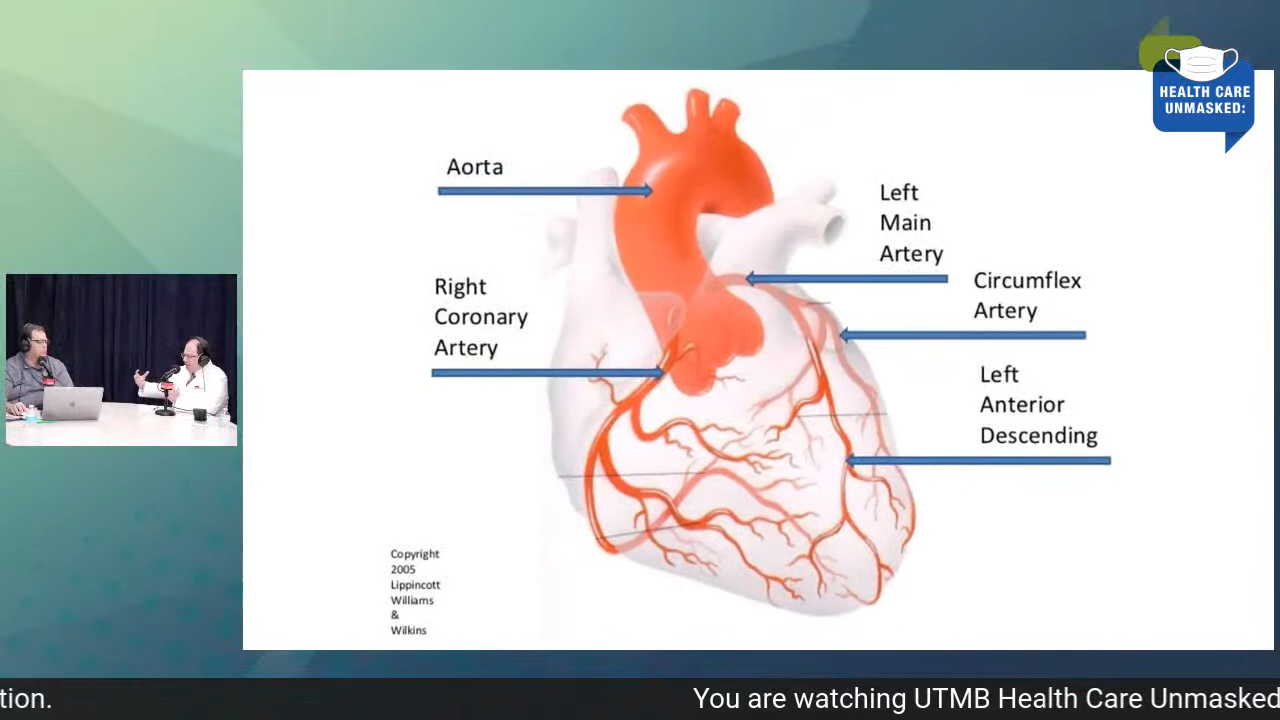 HEALTH CARE
UNMASKED:
Aorta
Left
Main
Artery
Circumflex
Artery
Right
Coronary
Artery
Left
Anterior
Descending
Copyright
2005
Lippincott
Williams
&
Wilkins
tion.
You are watching UTMB Health Care Unmasked